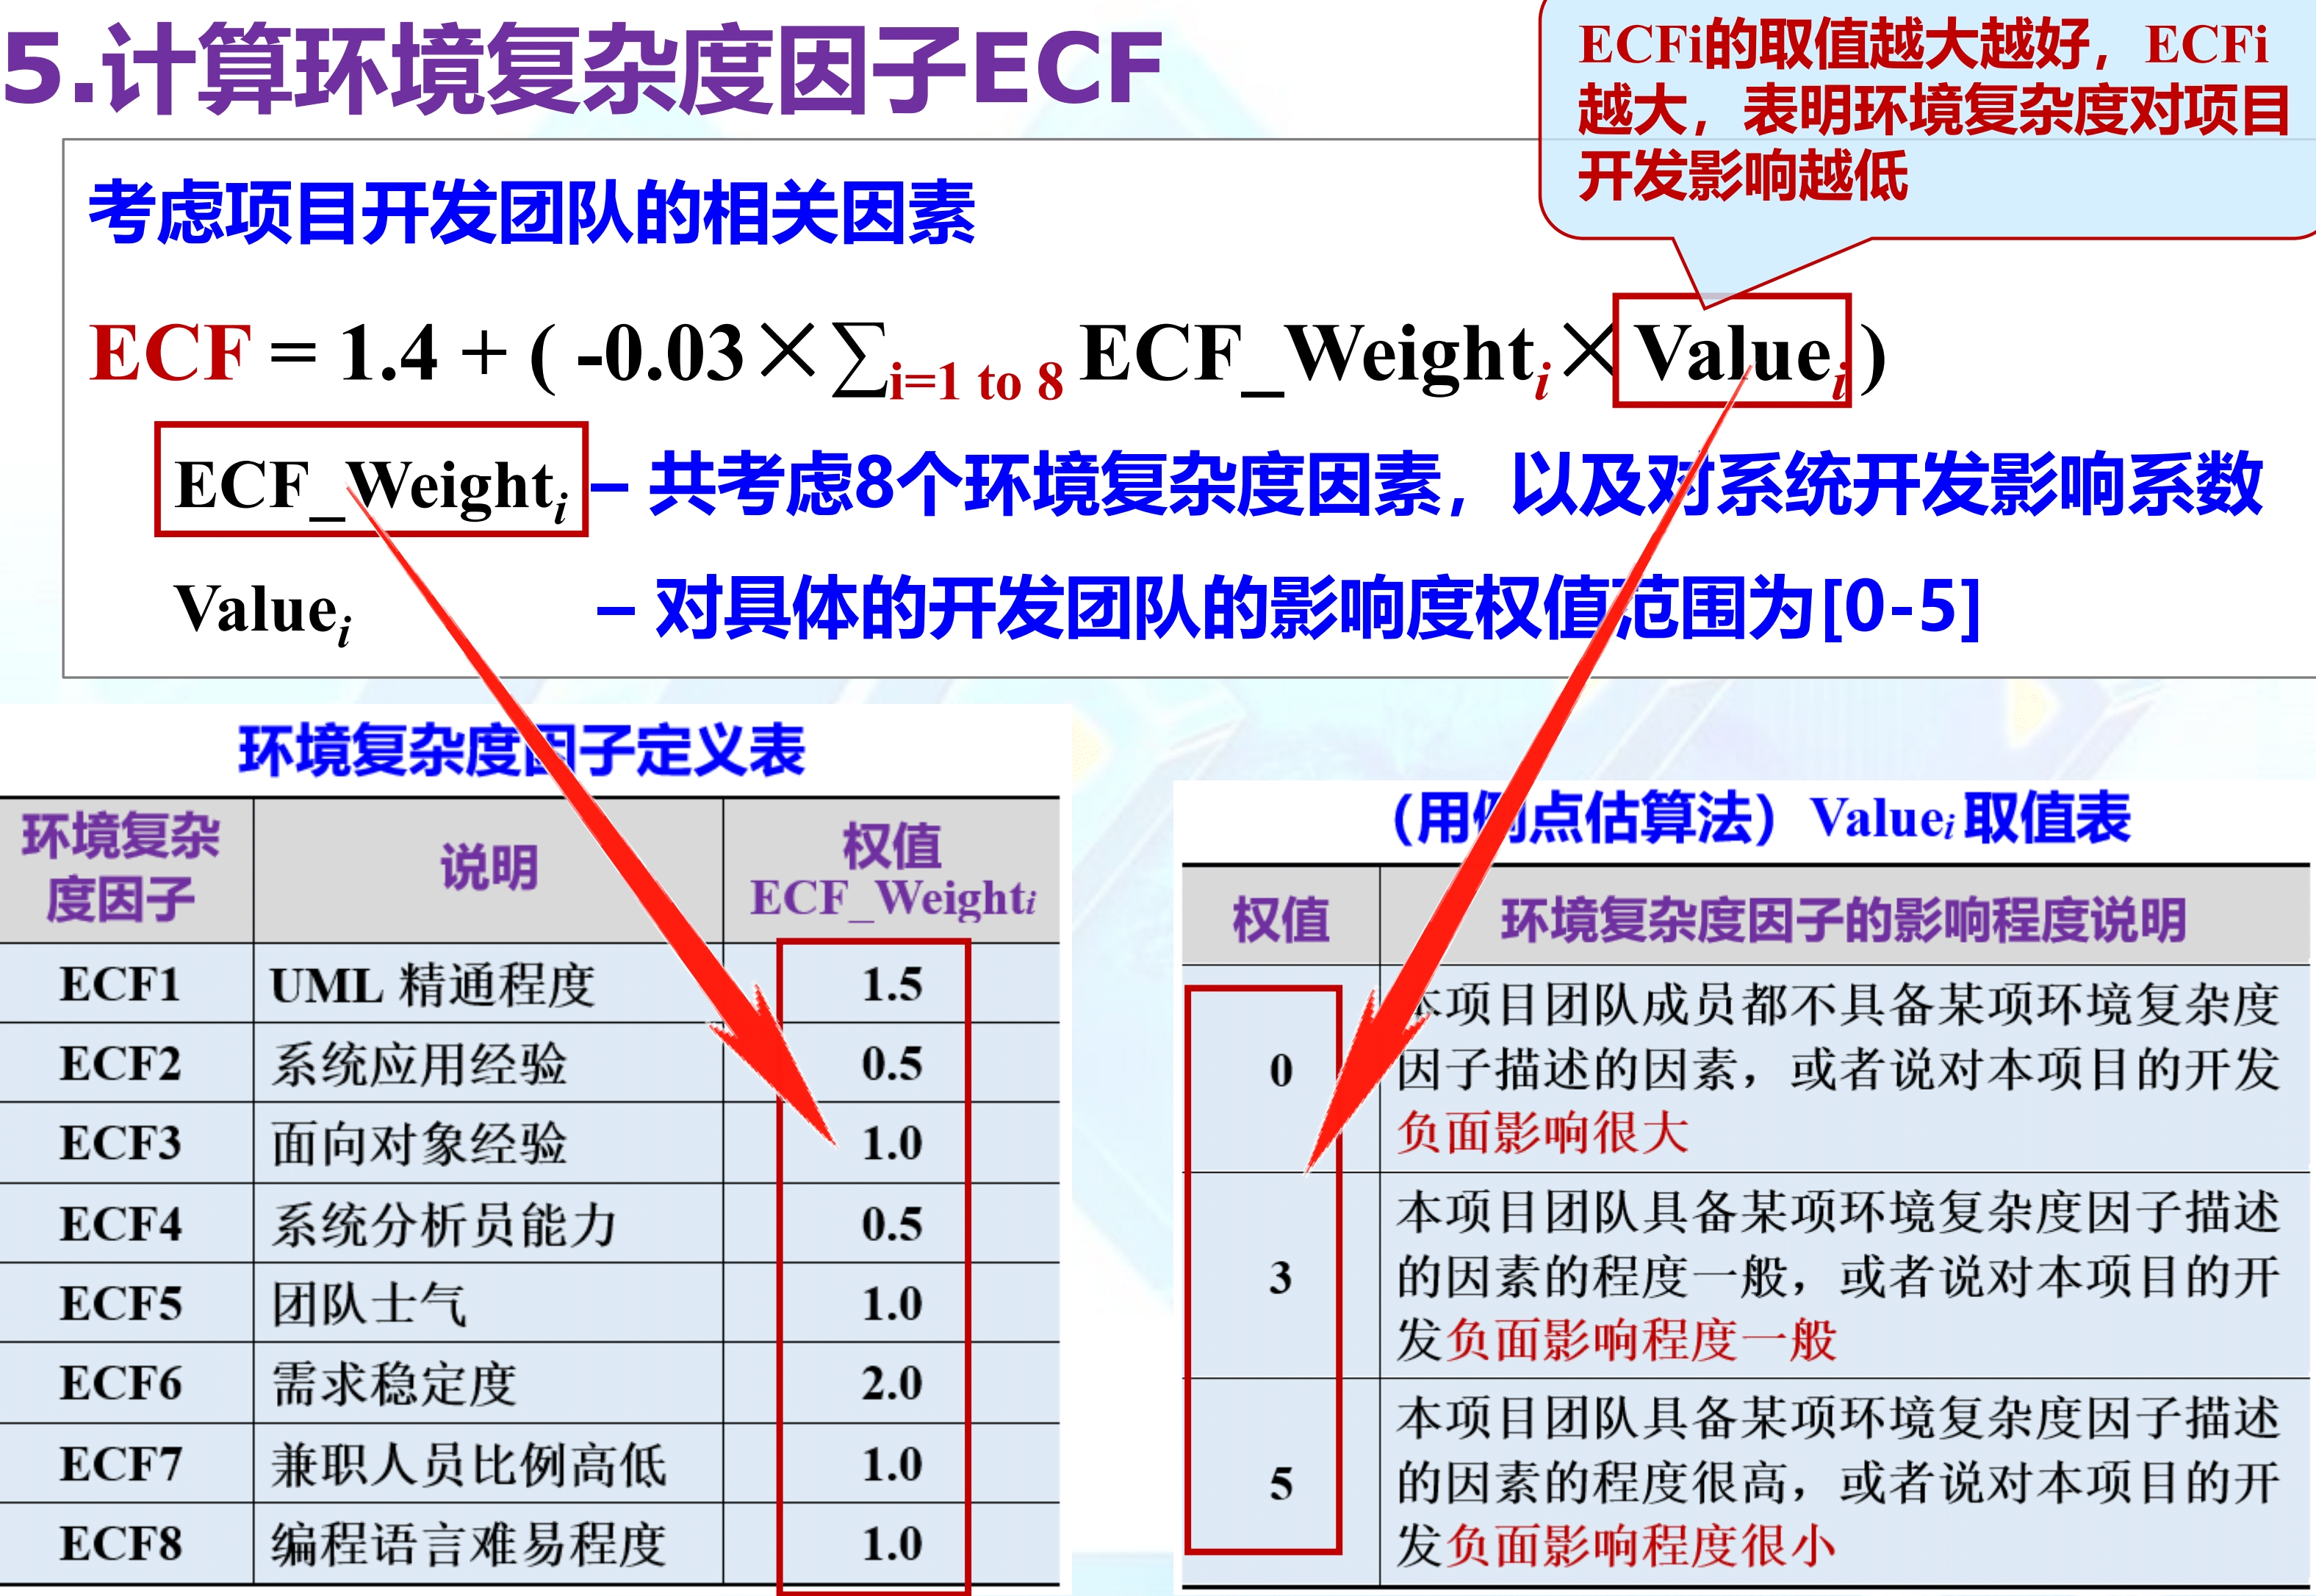 5.计算环境复杂度因子ECF
ECFi的取值越大越好，ECFi
越大，表明环境复杂度对项目
开发影响越低
考虑项目开发团队的相关因素
ECF = 1.4 + ( -0.03×∑i=1 to 8 ECF_Weighti×Valuei)
ECF_Weighti – 共考虑8个环境复杂度因素，以及对系统开发影响系数
Valuei – 对具体的开发团队的影响度权值范围为[0-5]
环境复杂度因子定义表
环境复杂
度因子
说明
权值
ECF_Weighti
ECF1 UML 精通程度 1.5
ECF2 系统应用经验 0.5
ECF3 面向对象经验 1.0
ECF4 系统分析员能力 0.5
ECF5 团队士气 1.0
ECF6 需求稳定度 2.0
ECF7 兼职人员比例高低 1.0
ECF8 编程语言难易程度 1.0
（用例点估算法）Valuei 取值表
权值 环境复杂度因子的影响程度说明
0
本项目团队成员都不具备某项环境复杂度
因子描述的因素，或者说对本项目的开发
负面影响很大
3
本项目团队具备某项环境复杂度因子描述
的因素的程度一般，或者说对本项目的开
发负面影响程度一般
5
本项目团队具备某项环境复杂度因子描述
的因素的程度很高，或者说对本项目的开
发负面影响程度很小